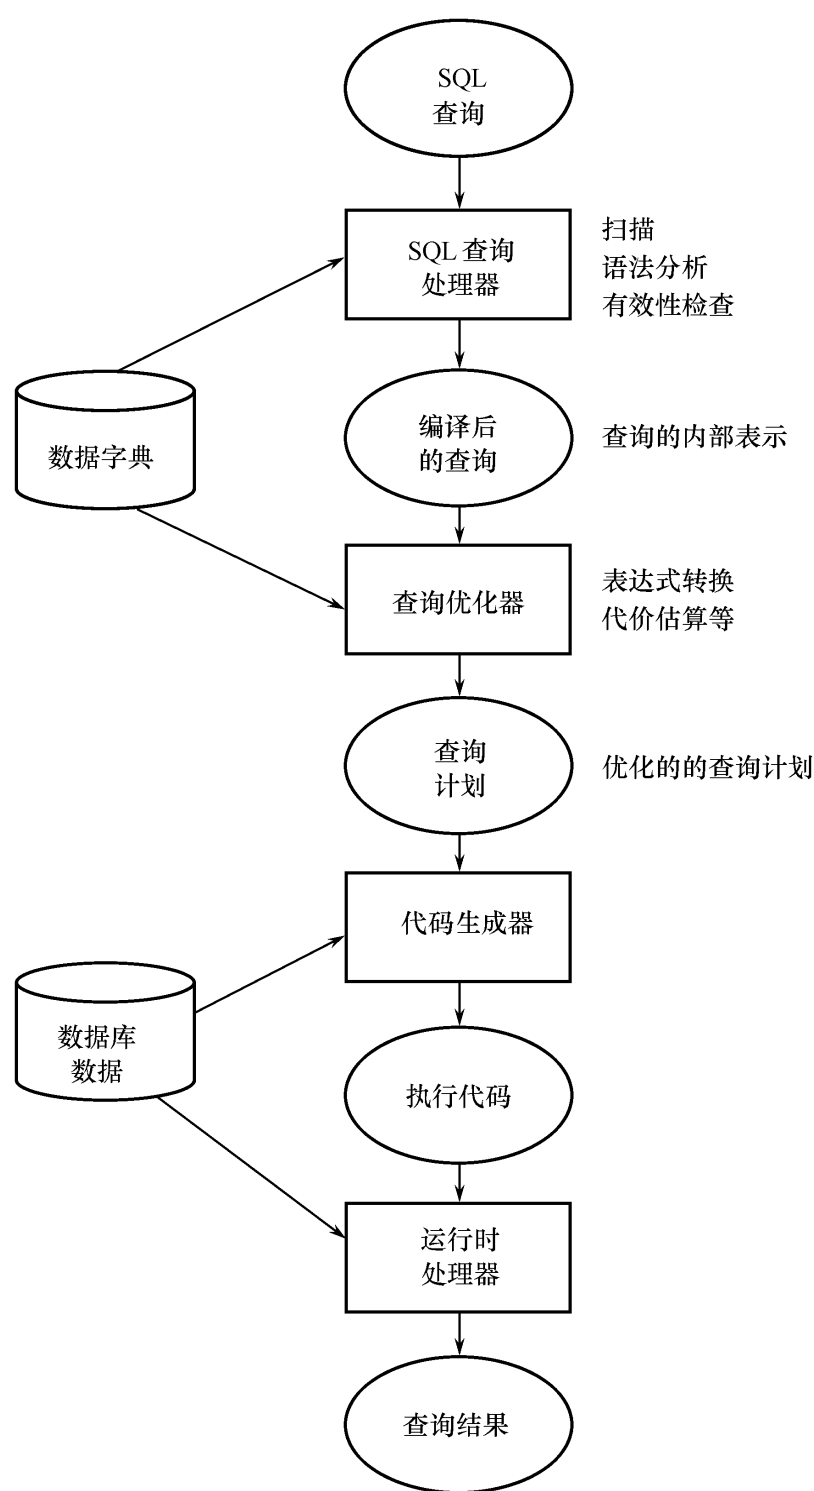 SQL
查询
SQL 查询
处理器
扫描
语法分析
有效性检查
编译后
的查询
查询的内部表示
数据字典
查询优化器
表达式转换
代价估算等
查询
计划
优化的的查询计划
代码生成器
数据库
数据
执行代码
运行时
处理器
查询结果